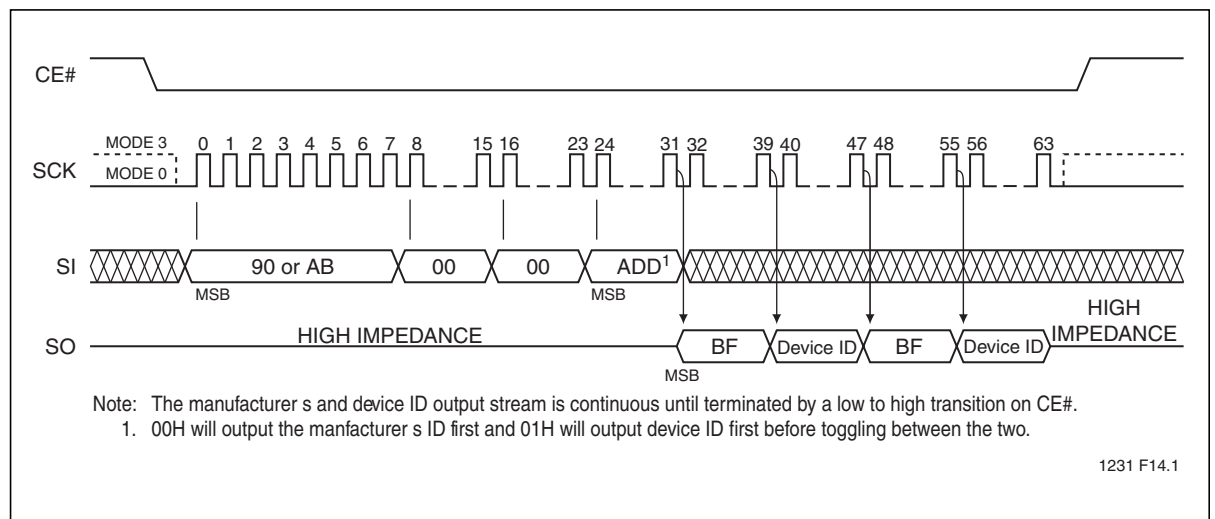 CE#
MODE 3
0 1 2 3 4 5 6 7 8 15 16 23 24 31 32 39 40 47 48 55 56 63
SCK
MODE 0
SI 90 or AB 00 00 ADD1
MSB MSB
HIGH IMPEDANCE
HIGH IMPEDANCE
SO BF Device ID BF Device ID
MSB
Note: The manufacturer s and device ID output stream is continuous until terminated by a low to high transition on CE#.
1. 00H will output the manfacturer s ID first and 01H will output device ID first before toggling between the two.
1231 F14.1